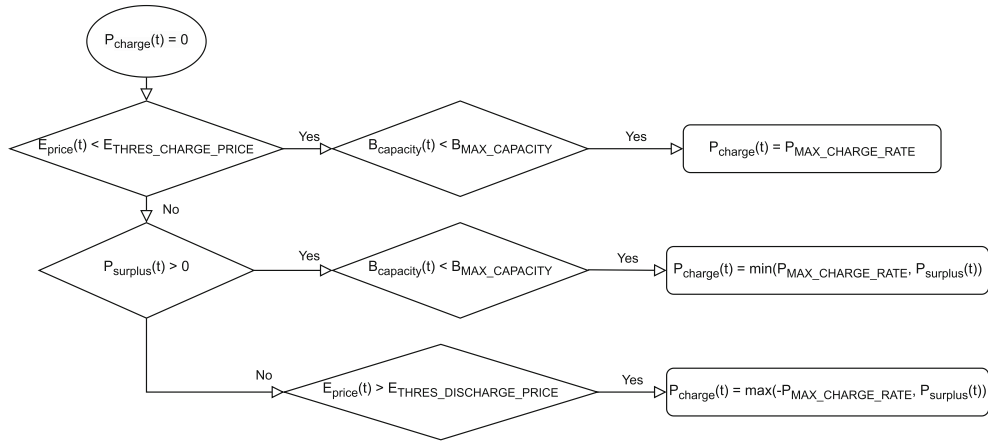 P_charge(t) = 0
E_price(t) < E_THRES_CHARGE_PRICE
Yes
B_capacity(t) < B_MAX_CAPACITY
Yes
P_charge(t) = P_MAX_CHARGE_RATE
No
P_surplus(t) > 0
Yes
B_capacity(t) < B_MAX_CAPACITY
Yes
P_charge(t) = min(P_MAX_CHARGE_RATE, P_surplus(t))
No
E_price(t) > E_THRES_DISCHARGE_PRICE
Yes
P_charge(t) = max(-P_MAX_CHARGE_RATE, P_surplus(t))